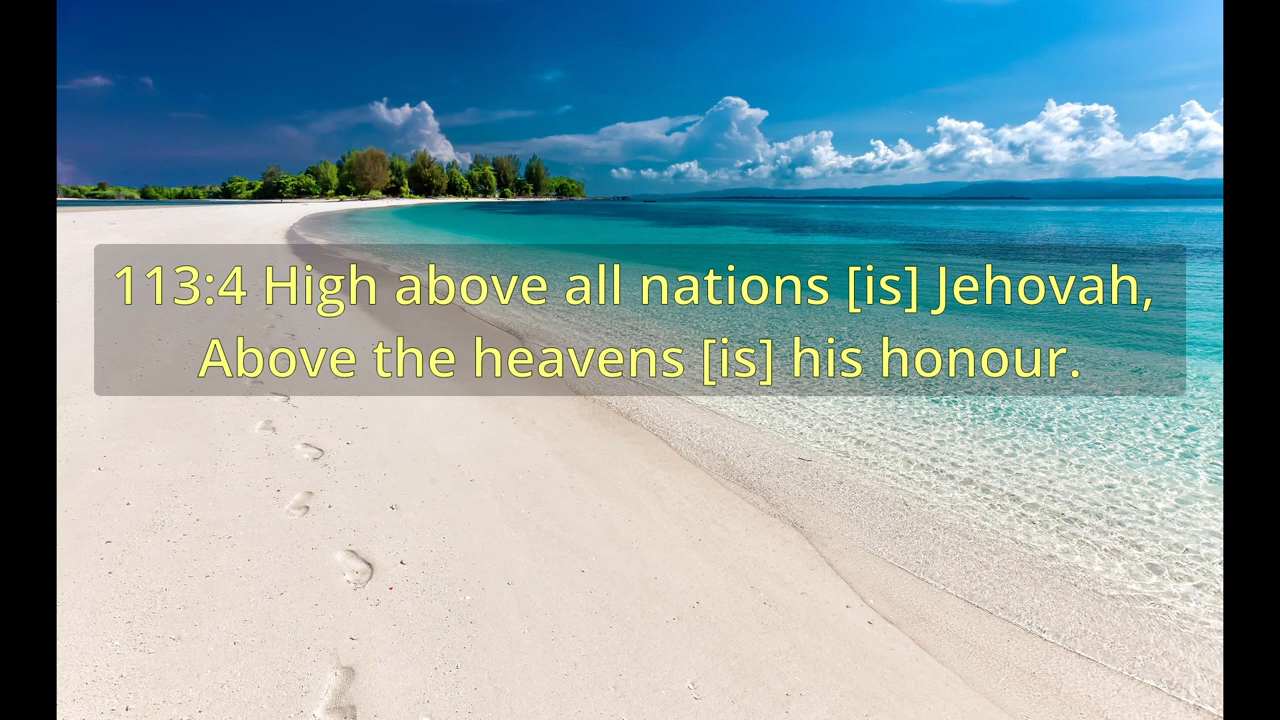 113:4 High above all nations [is] Jehovah,
Above the heavens [is] his honour.